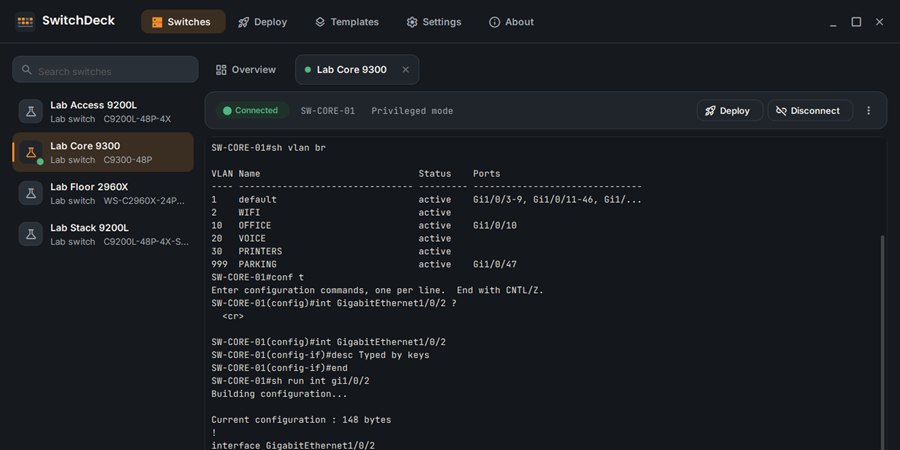 SwitchDeck
Switches
Deploy
Templates
Settings
About
Search switches
Overview
Lab Core 9300
Lab Access 9200L
Lab switch C9200L-48P-4X
Lab Core 9300
Lab switch C9300-48P
Lab Floor 2960X
Lab switch WS-C2960X-24P...
Lab Stack 9200L
Lab switch C9200L-48P-4X-S...
Connected SW-CORE-01 Privileged mode
Deploy
Disconnect
SW-CORE-01#sh vlan br
VLAN Name Status Ports
---- -------------------------------- --------- -------------------------------
1 default active Gi1/0/3-9, Gi1/0/11-46, Gi1/...
2 WIFI active
10 OFFICE active Gi1/0/10
20 VOICE active
30 PRINTERS active
999 PARKING active Gi1/0/47
SW-CORE-01#conf t
Enter configuration commands, one per line. End with CNTL/Z.
SW-CORE-01(config)#int GigabitEthernet1/0/2 ?
<cr>
SW-CORE-01(config)#int GigabitEthernet1/0/2
SW-CORE-01(config-if)#desc Typed by keys
SW-CORE-01(config-if)#end
SW-CORE-01#sh run int gi1/0/2
Building configuration...
Current configuration : 148 bytes
!
interface GigabitEthernet1/0/2